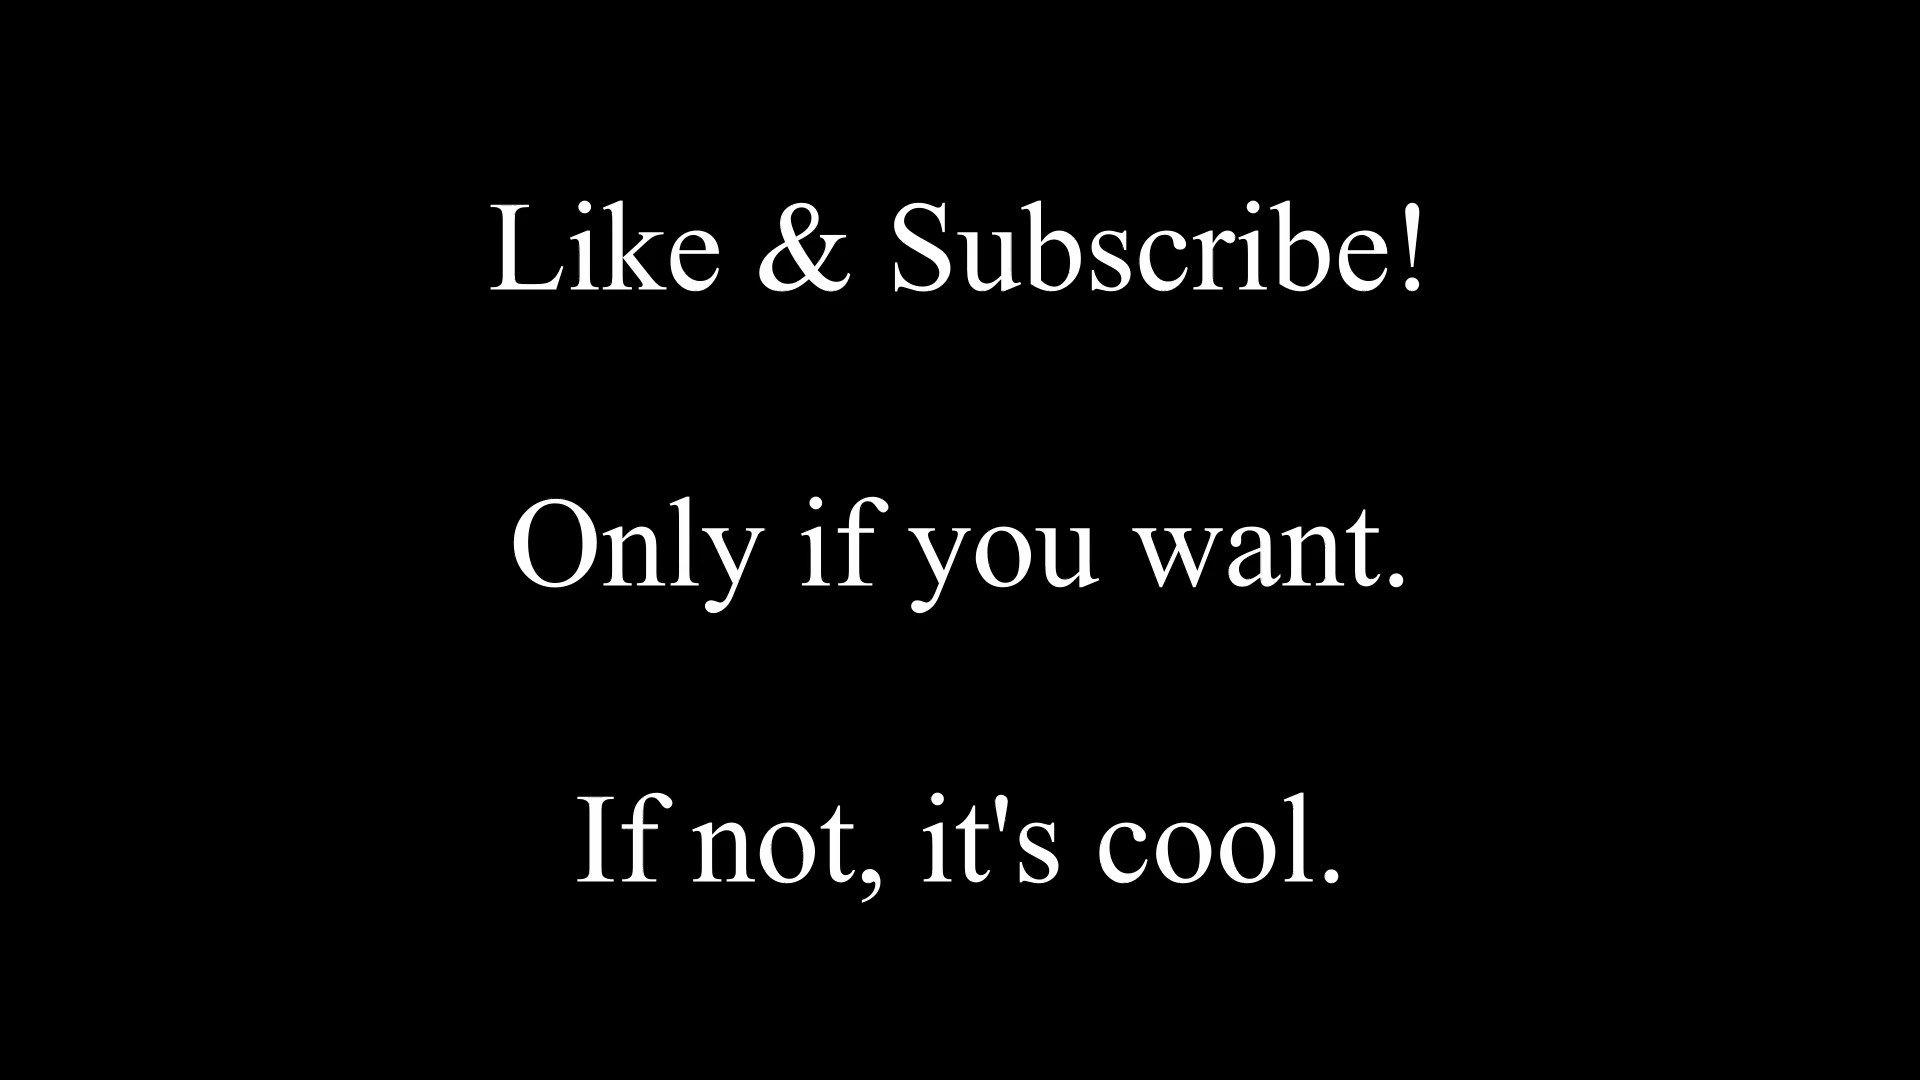 Like & Subscribe!
Only if you want.
If not, it's cool.